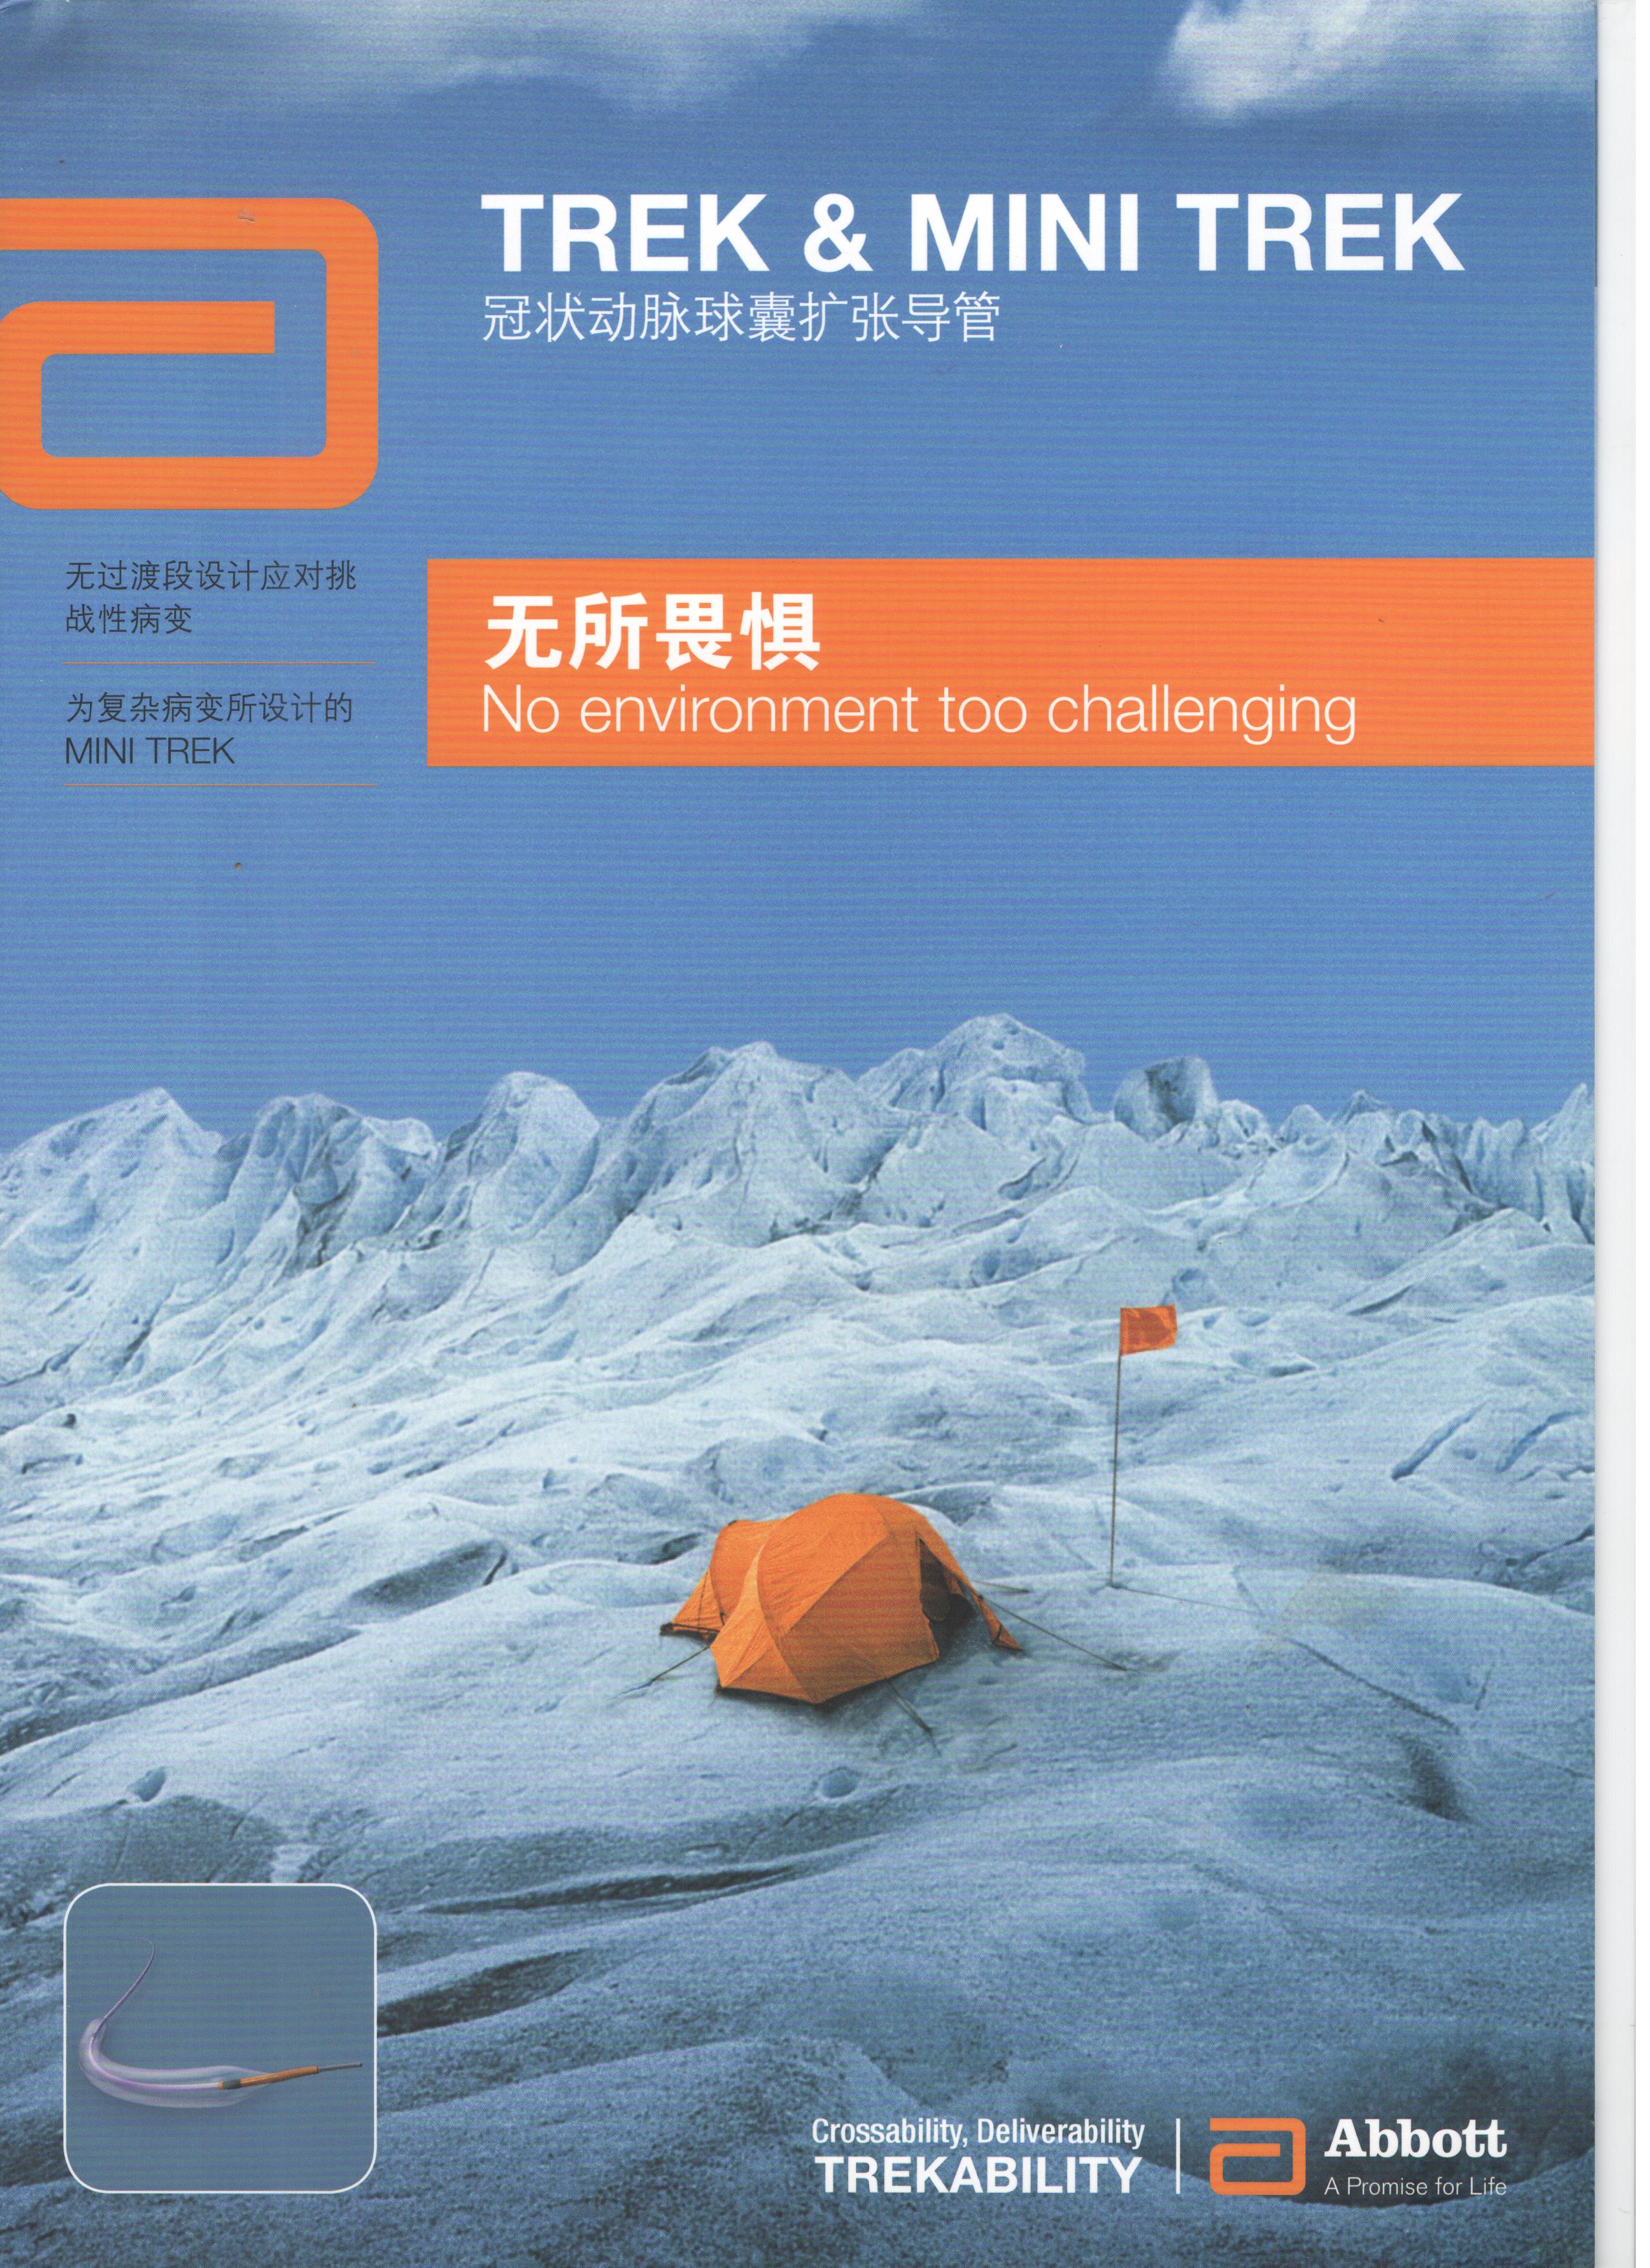 TREK & MINI TREK
冠状动脉球囊扩张导管
无过渡段设计应对挑
战性病变
为复杂病变所设计的
MINI TREK
无所畏惧
No environment too challenging
Crossability, Deliverability
TREKABILITY
Abbott
A Promise for Life